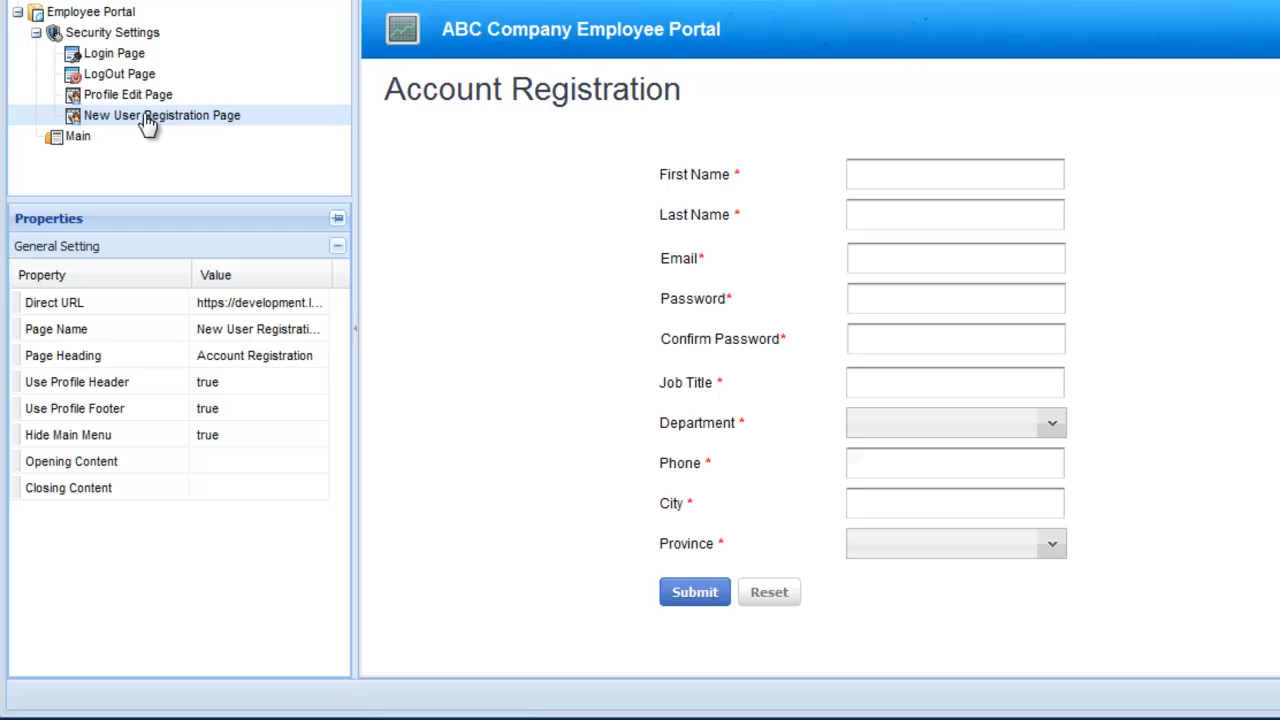 Employee Portal
Security Settings
Login Page
LogOut Page
Profile Edit Page
New User Registration Page
Main
Properties
General Setting
Property Value
Direct URL https://development.l...
Page Name New User Registrati...
Page Heading Account Registration
Use Profile Header true
Use Profile Footer true
Hide Main Menu true
Opening Content
Closing Content
ABC Company Employee Portal
Account Registration
First Name *
Last Name *
Email*
Password*
Confirm Password*
Job Title *
Department *
Phone *
City *
Province *
Submit Reset